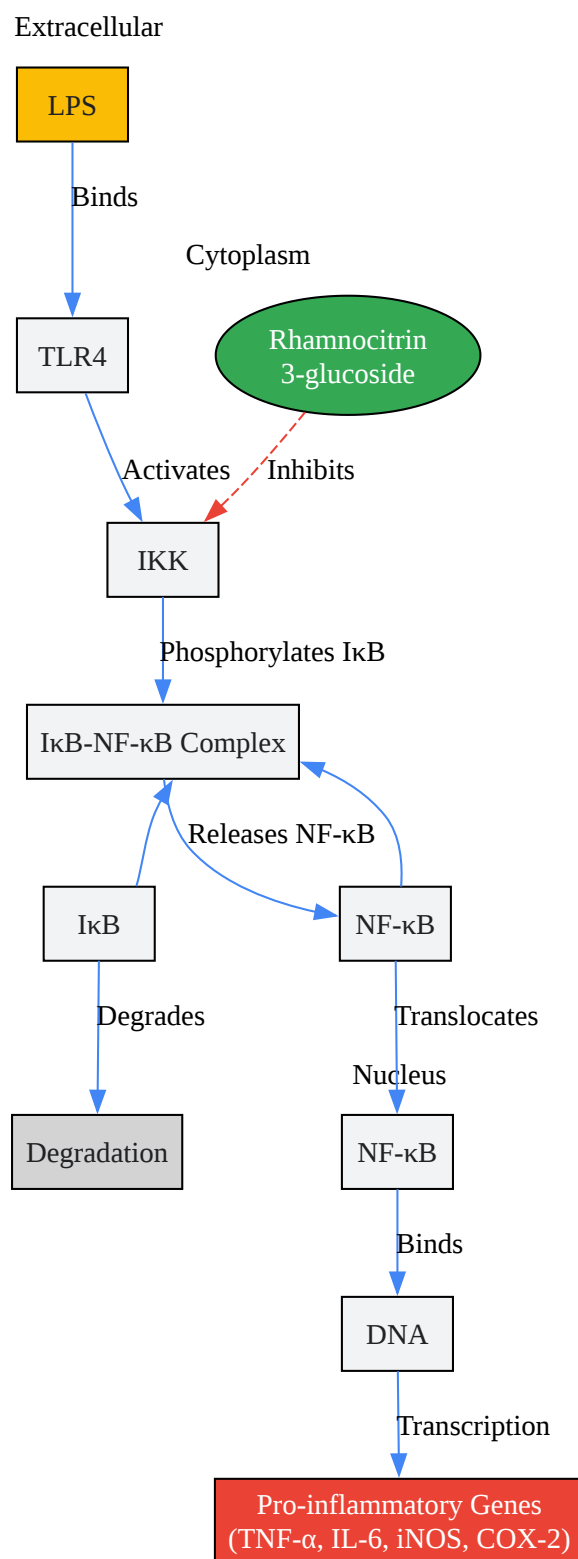 Extracellular
LPS
Binds
Cytoplasm
TLR4
Rhamnocitrin
3-glucoside
Activates
Inhibits
IKK
Phosphorylates IκB
IκB-NF-κB Complex
Releases NF-κB
IκB
NF-κB
Degrades
Translocates
Nucleus
Degradation
NF-κB
Binds
DNA
Transcription
Pro-inflammatory Genes
(TNF-α, IL-6, iNOS, COX-2)